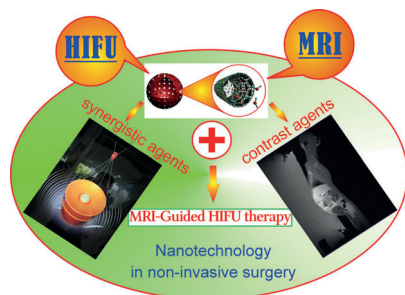 HIFU
MRI
synergistic agents
contrast agents
MRI-Guided HIFU therapy
Nanotechnology
in non-invasive surgery